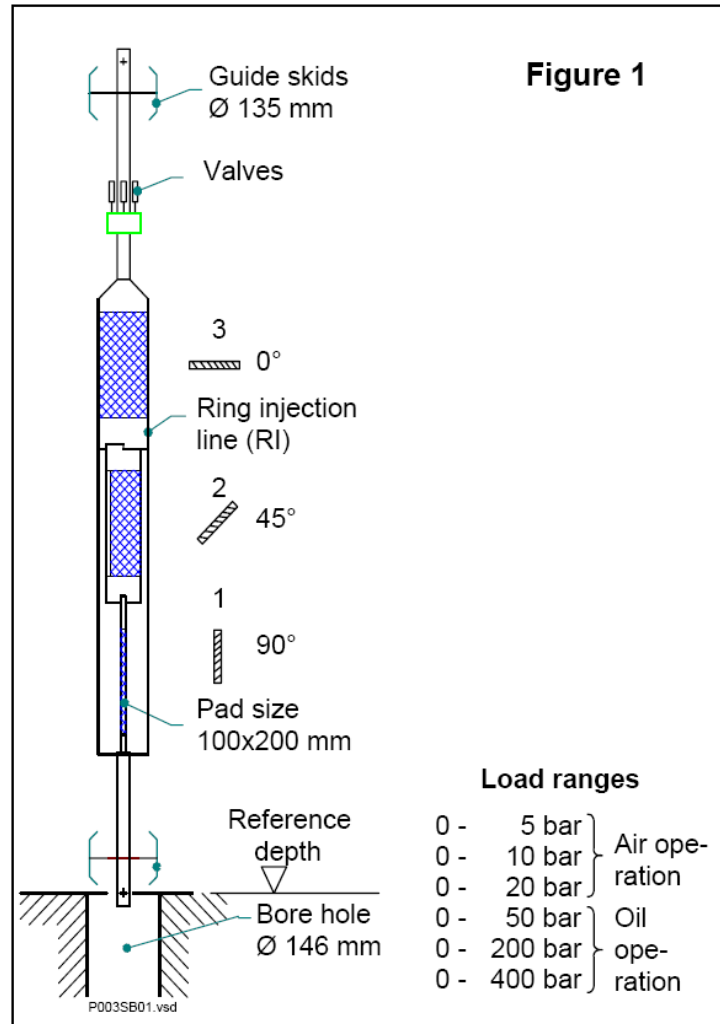 Figure 1
Guide skids
Ø 135 mm
Valves
3
0°
Ring injection
line (RI)
2
45°
1
90°
Pad size
100x200 mm
Reference
depth
Bore hole
Ø 146 mm
P003SB01.vsd
Load ranges
0 - 5 bar
0 - 10 bar
0 - 20 bar
Air ope-
ration
0 - 50 bar
0 - 200 bar
0 - 400 bar
Oil
ope-
ration